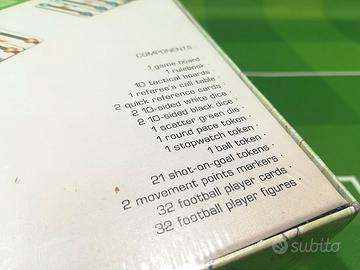 COMPONENTS
1 game board ·
1 rulebook ·
10 tactical boards ·
1 referee's call table ·
2 quick reference cards ·
2 10-sided white dice ·
2 10-sided black dice ·
1 scatter green die ·
1 round pace token ·
1 stopwatch token ·
1 ball token ·
21 shot-on-goal tokens ·
2 movement points markers ·
32 football player cards ·
32 football player figures ·
subito